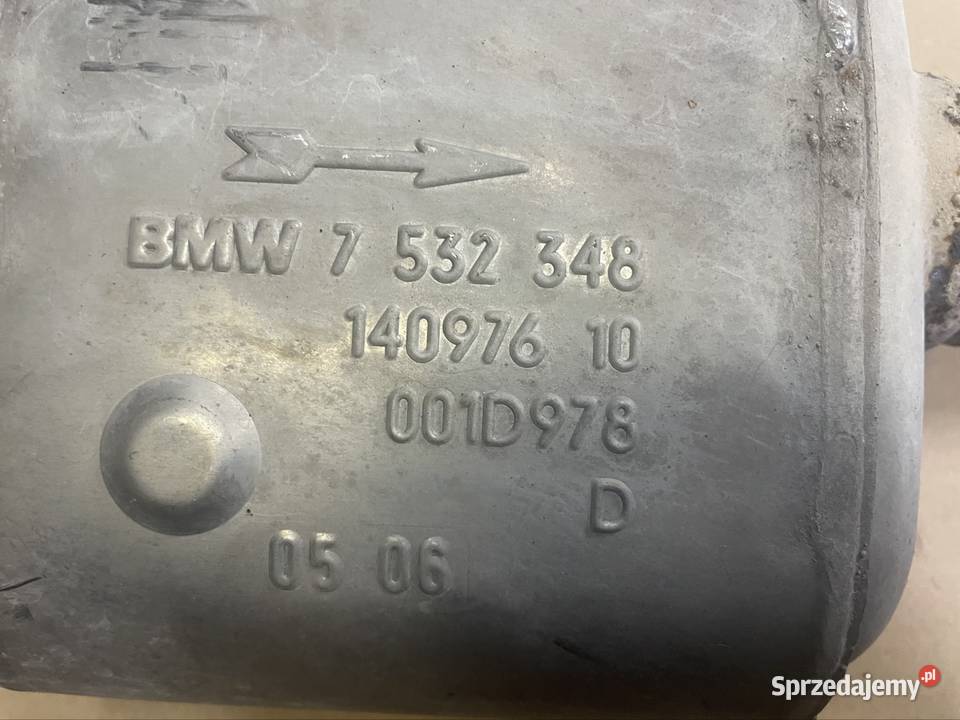 BMW 7 532 348
140976 10
001D978
D
05 06
Sprzedajemy.pl